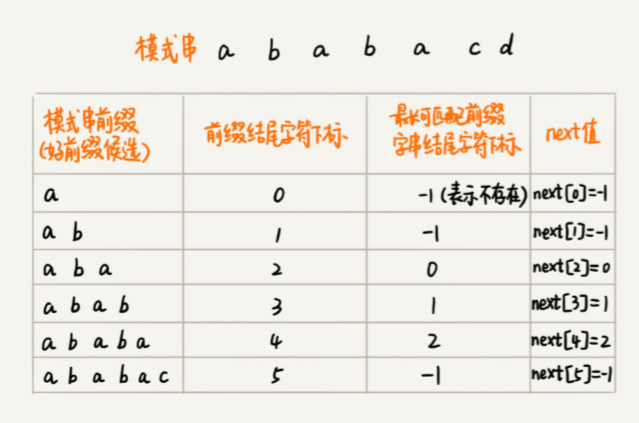 模式串 a b a b a c d
模式串前缀 (好前缀候选) 前缀结尾字符下标 最长可匹配前缀 字串结尾字符下标 next值
a 0 -1 (表示不存在) next[0]=-1
a b 1 -1 next[1]=-1
a b a 2 0 next[2]=0
a b a b 3 1 next[3]=1
a b a b a 4 2 next[4]=2
a b a b a c 5 -1 next[5]=-1